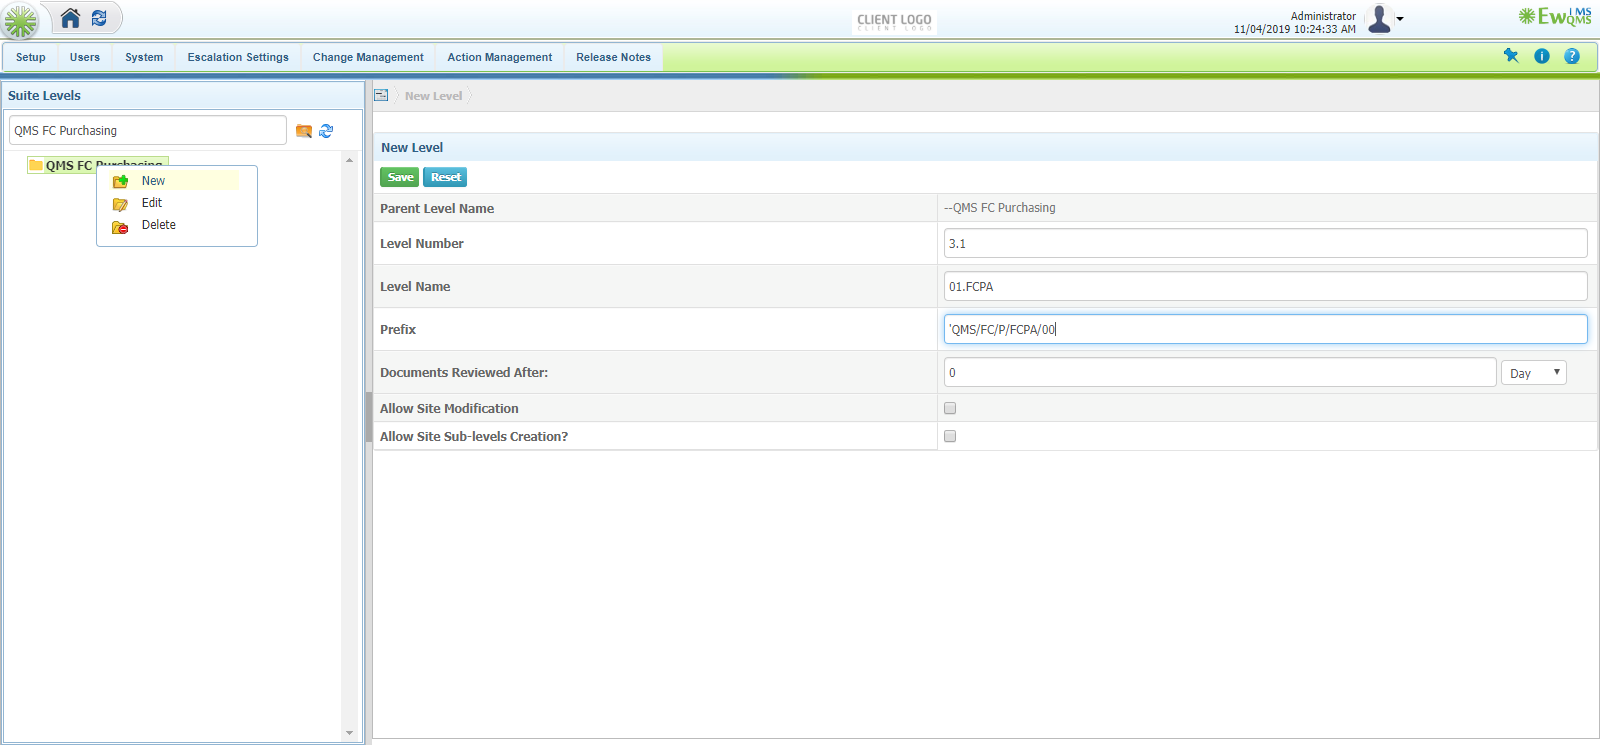 CLIENT LOGO
CLIENT LOGO
Administrator
11/04/2019 10:24:33 AM
EwQMS
LMS
Setup
Users
System
Escalation Settings
Change Management
Action Management
Release Notes
Suite Levels
QMS FC Purchasing
QMS FC Purchasing
New
Edit
Delete
New Level
New Level
Save
Reset
Parent Level Name
--QMS FC Purchasing
Level Number
3.1
Level Name
01.FCPA
Prefix
'QMS/FC/P/FCPA/00
Documents Reviewed After:
0
Day
Allow Site Modification
Allow Site Sub-levels Creation?